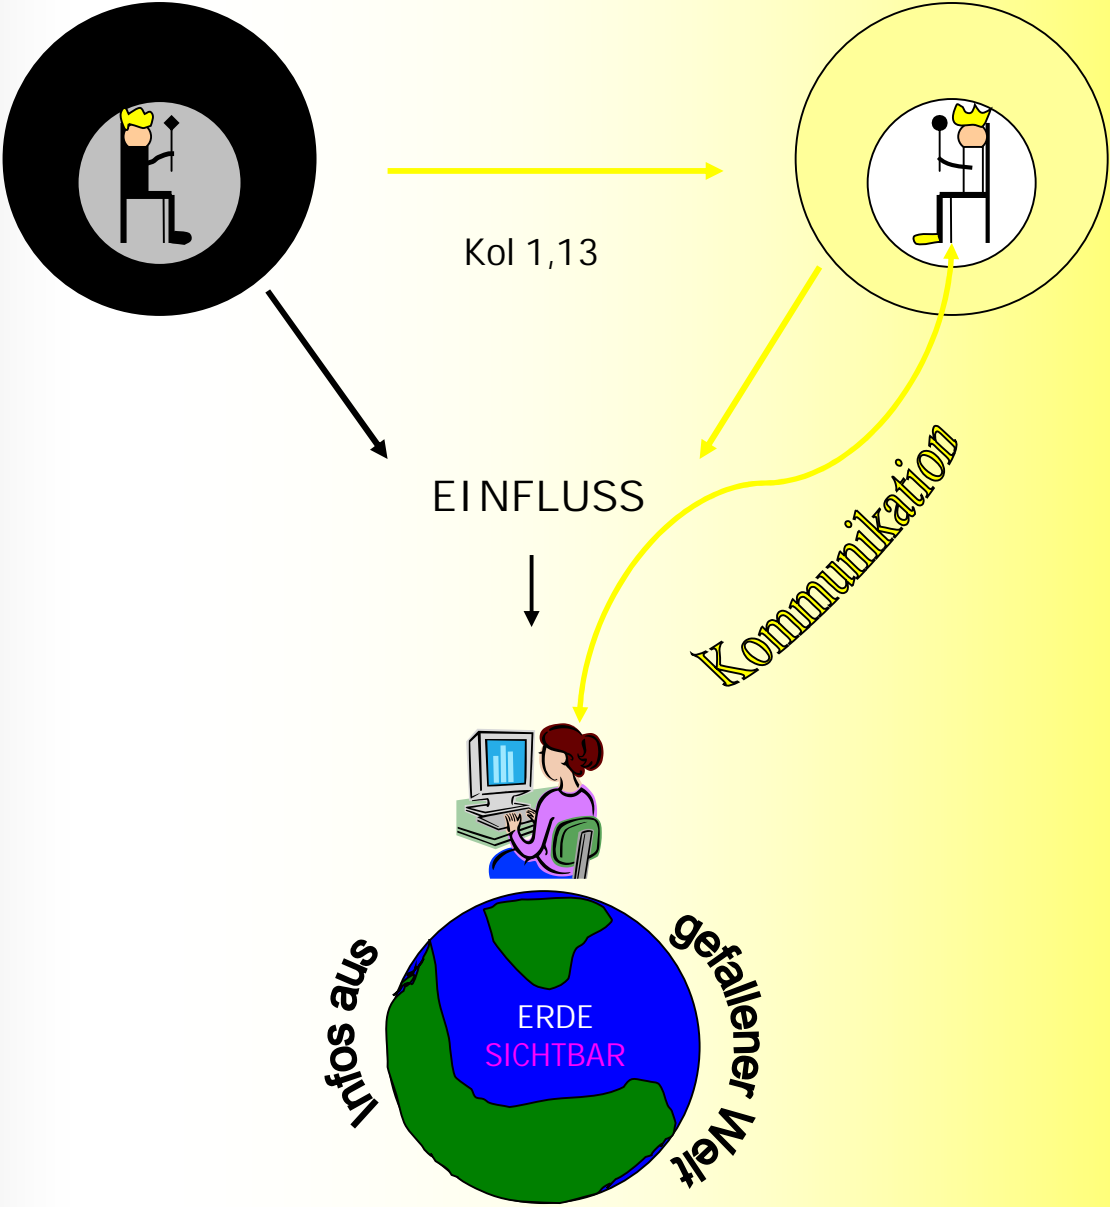 Kol 1,13
EINFLUSS
Kommunikation
Infos aus
gefallener Welt
ERDE
SICHTBAR